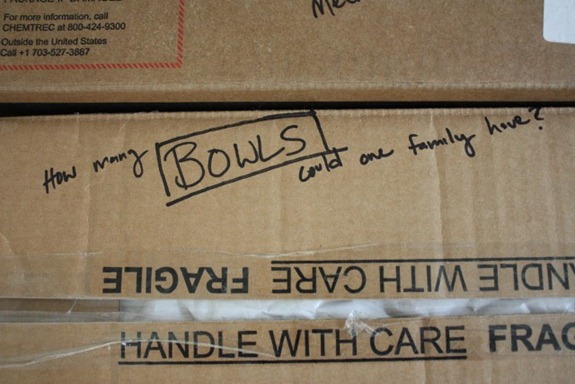 For more information, call
CHEMTREC at 800-424-9300
Outside the United States
Call +1 703-527-3887
How many BOWLS could one family have?
HANDLE WITH CARE FRAGILE
HANDLE WITH CARE FRAG